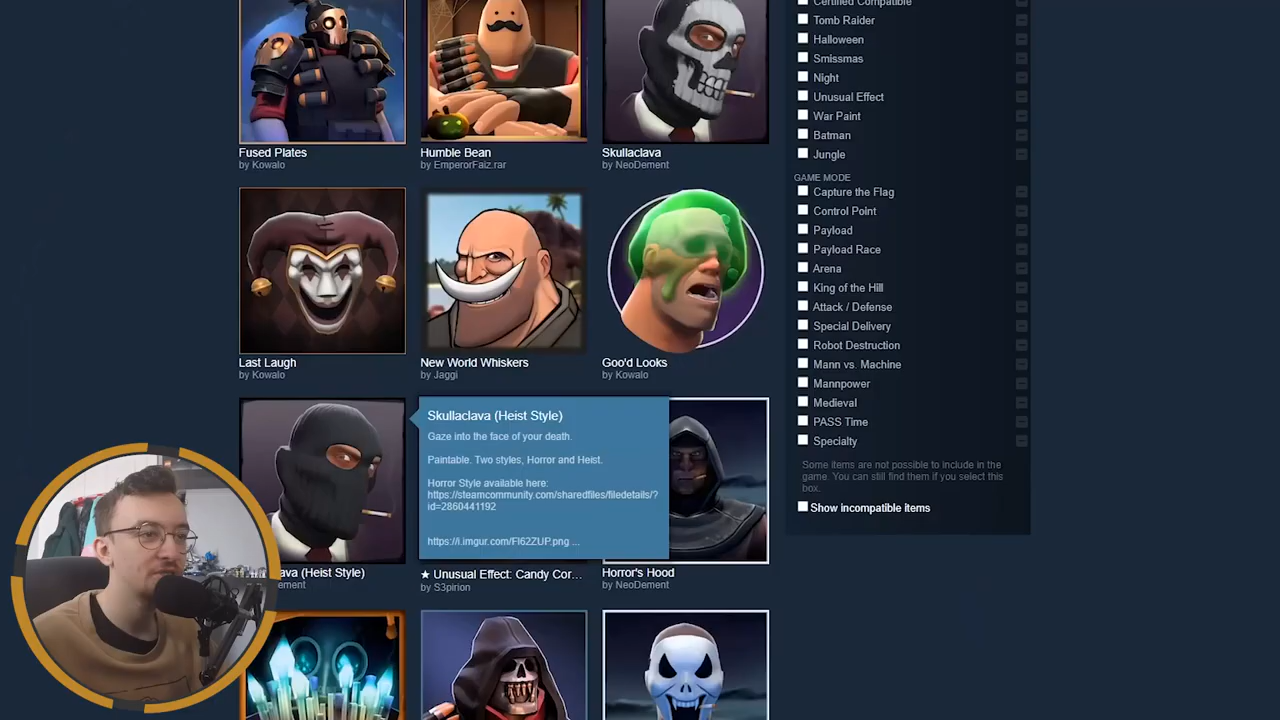 Certified Compatible
Tomb Raider
Halloween
Smissmas
Night
Unusual Effect
War Paint
Batman
Jungle
GAME MODE
Capture the Flag
Control Point
Payload
Payload Race
Arena
King of the Hill
Attack / Defense
Special Delivery
Robot Destruction
Mann vs. Machine
Mannpower
Medieval
PASS Time
Specialty
Some items are not possible to include in the
game. You can still find them if you select this
box.
Show incompatible items
Fused Plates
by Kowalo
Humble Bean
by EmperorFaiz.rar
Skullaclava
by NeoDement
Last Laugh
by Kowalo
New World Whiskers
by Jaggi
Goo'd Looks
by Kowalo
Skullaclava (Heist Style)
Gaze into the face of your death.
Paintable. Two styles, Horror and Heist.
Horror Style available here:
https://steamcommunity.com/sharedfiles/filedetails/?
id=2860441192
https://i.imgur.com/FI62ZUP.png ...
ava (Heist Style)
ement
★ Unusual Effect: Candy Cor...
by S3pirion
Horror's Hood
by NeoDement